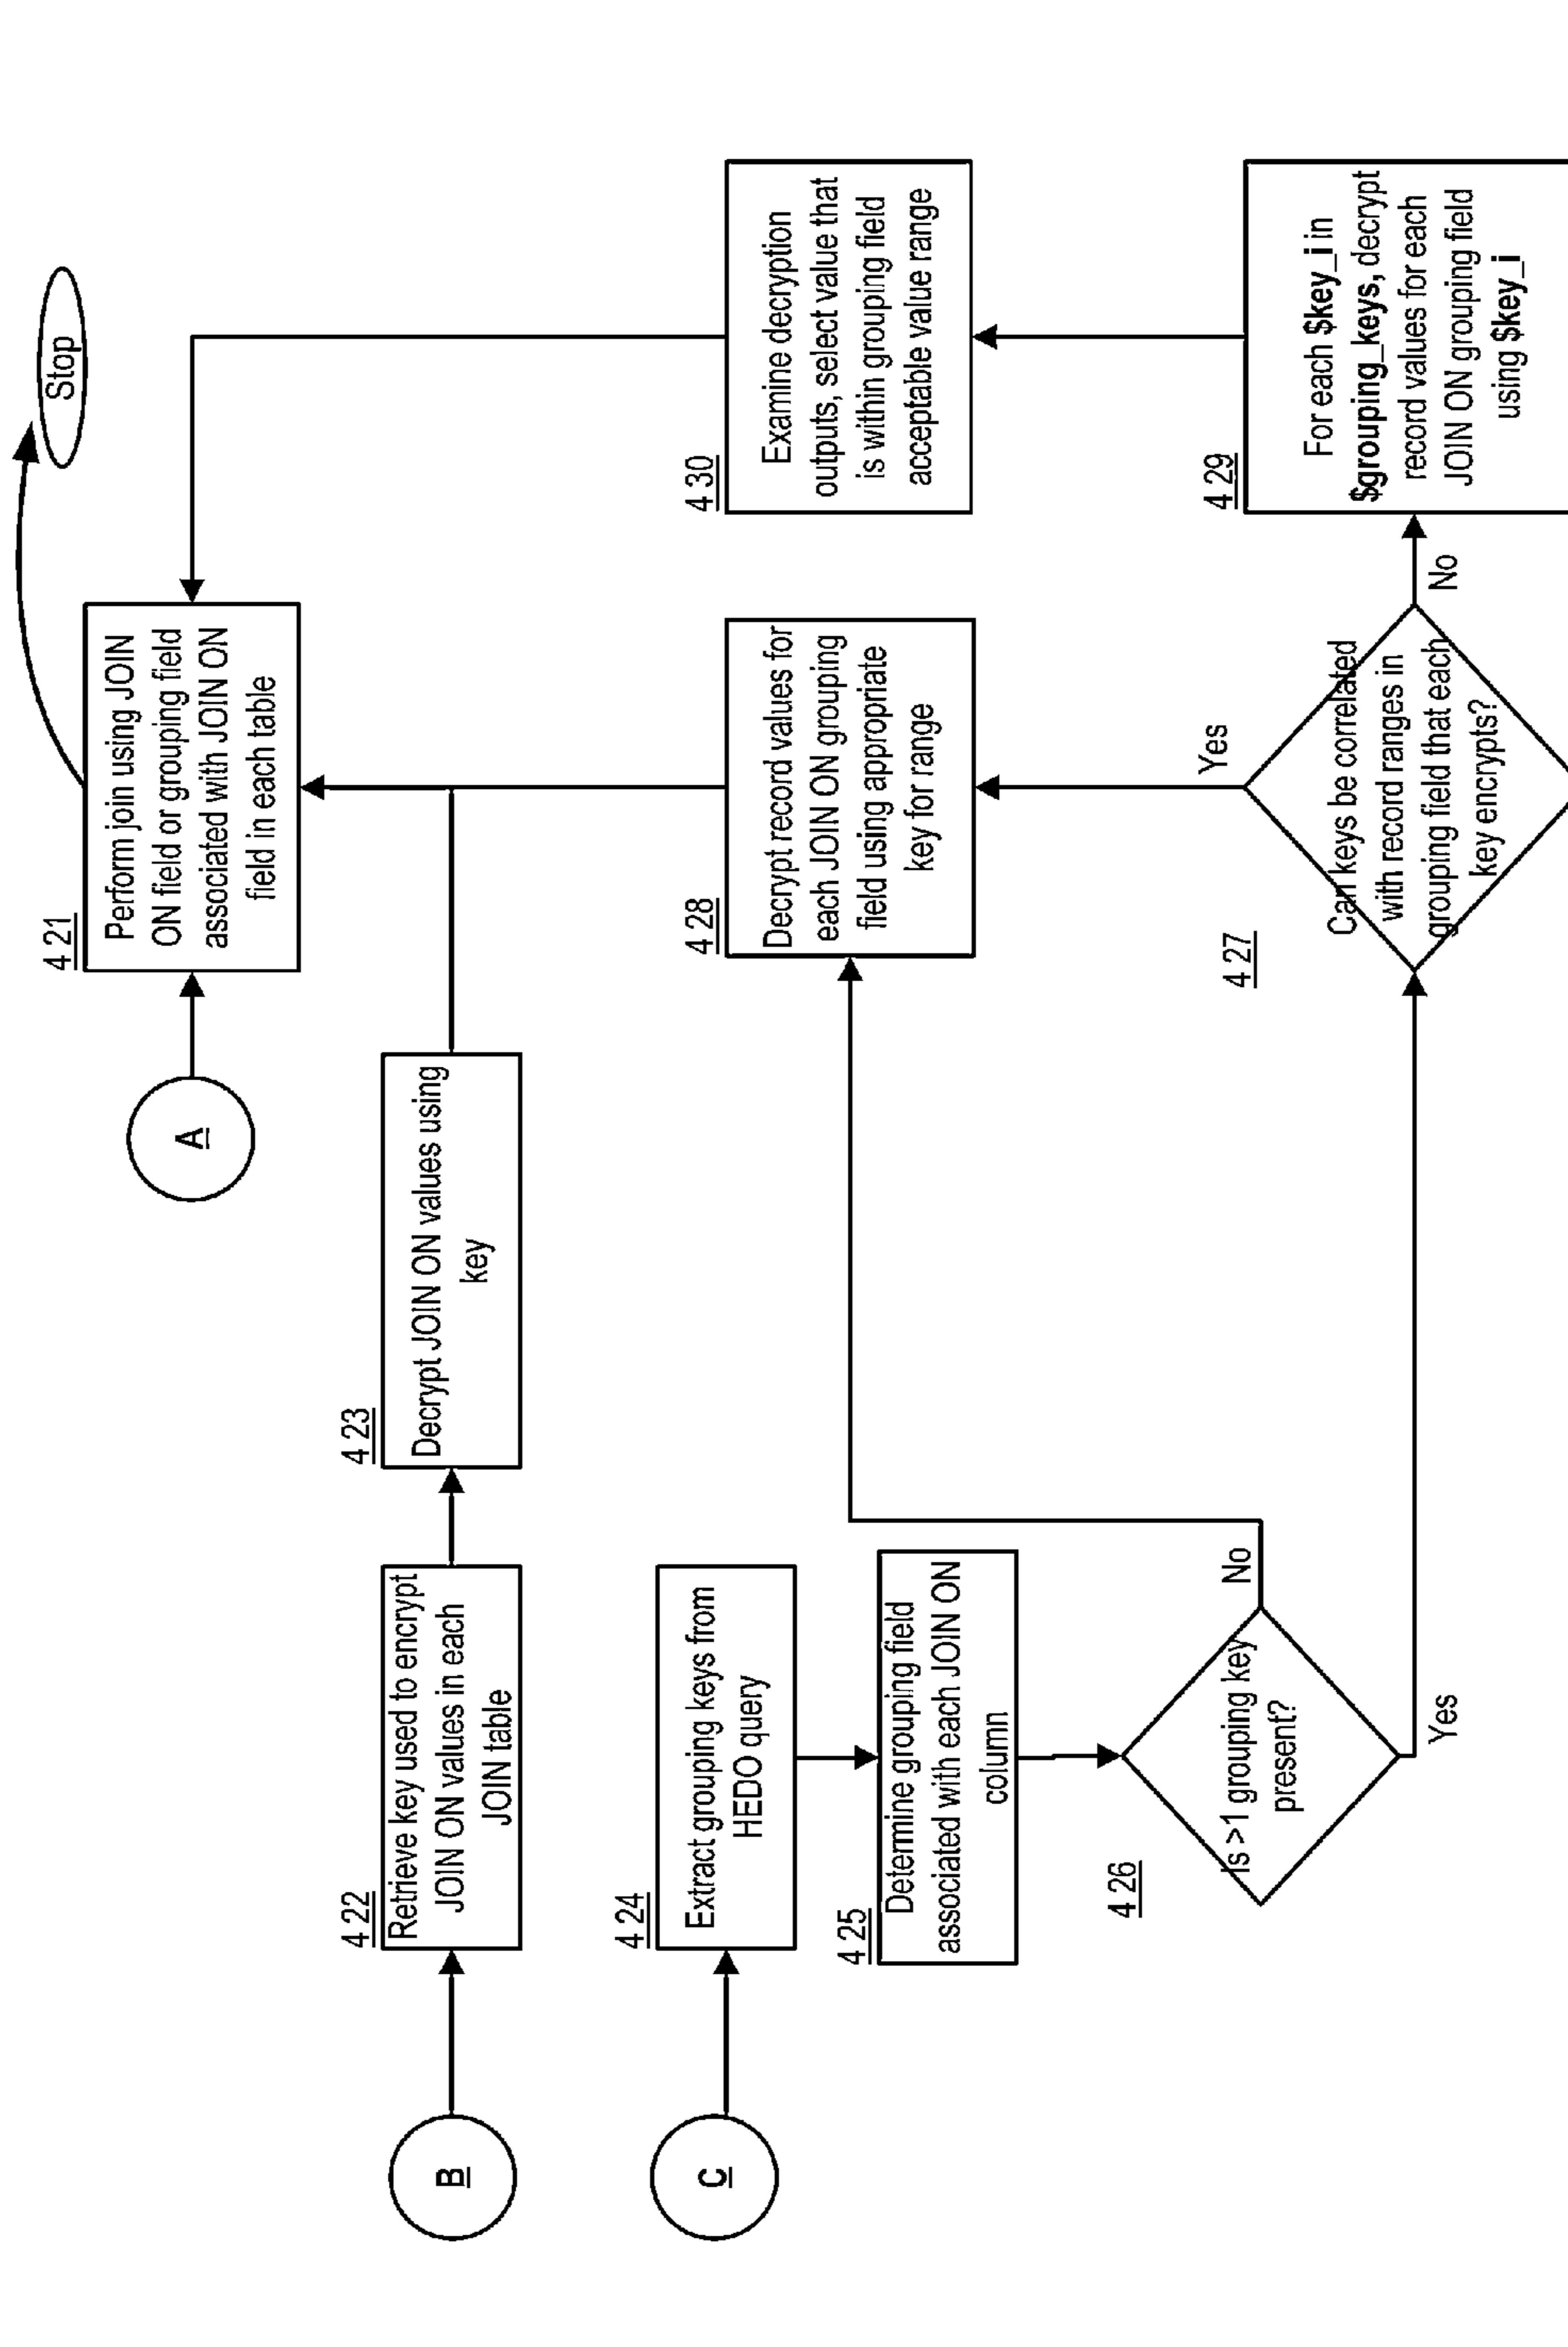 Stop
4 21
Perform join using JOIN
ON field or grouping field
associated with JOIN ON
field in each table
A
B
4 22
Retrieve key used to encrypt
JOIN ON values in each
JOIN table
4 23
Decrypt JOIN ON values using
key
C
4 24
Extract grouping keys from
HEDO query
4 25
Determine grouping field
associated with each JOIN ON
column
4 26
Is >1 grouping key
present?
No
Yes
4 27
Can keys be correlated
with record ranges in
grouping field that each
key encrypts?
Yes
No
4 28
Decrypt record values for
each JOIN ON grouping
field using appropriate
key for range
4 29
For each $key_i in
$grouping_keys, decrypt
record values for each
JOIN ON grouping field
using $key_i
4 30
Examine decryption
outputs, select value that
is within grouping field
acceptable value range